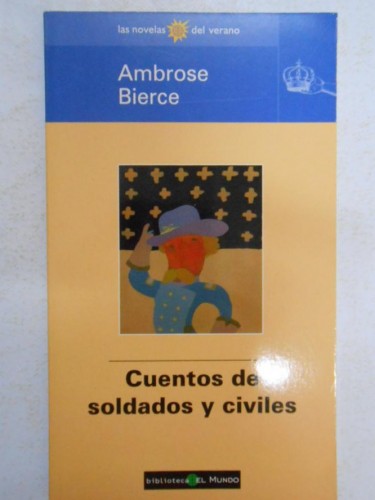 las novelas del verano
Ambrose
Bierce
Cuentos de
soldados y civiles
biblioteca EL MUNDO